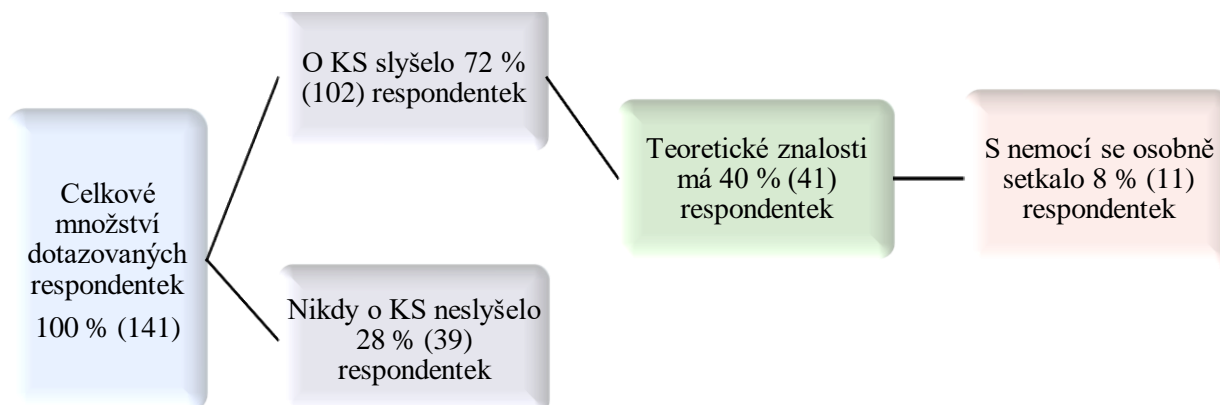 Celkové
množství
dotazovaných
respondentek
100 % (141)
O KS slyšelo 72 %
(102) respondentek
Nikdy o KS neslyšelo
28 % (39)
respondentek
Teoretické znalosti
má 40 % (41)
respondentek
S nemocí se osobně
setkalo 8 % (11)
respondentek